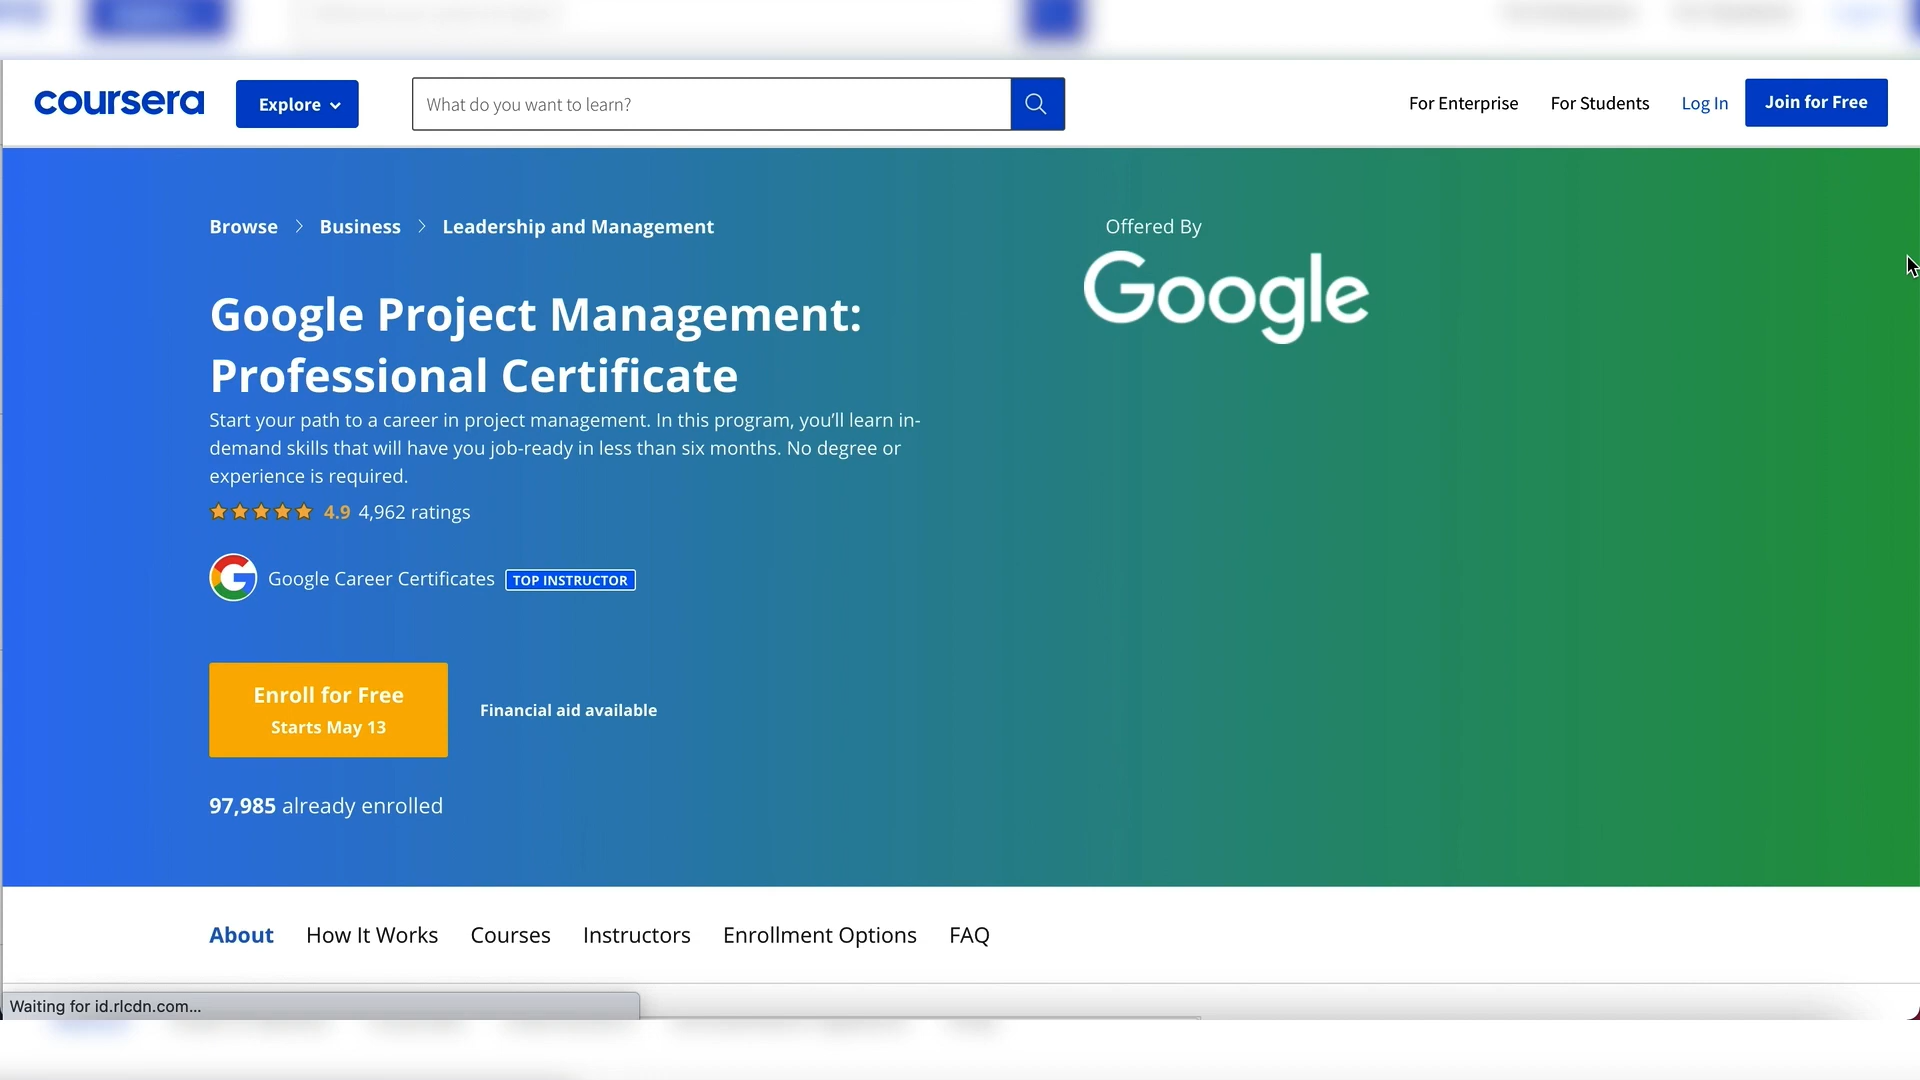 coursera
Explore
What do you want to learn?
For Enterprise
For Students
Log In
Join for Free
Browse > Business > Leadership and Management
Offered By
Google
Google Project Management:
Professional Certificate
Start your path to a career in project management. In this program, you’ll learn in-
demand skills that will have you job-ready in less than six months. No degree or
experience is required.
4.9 4,962 ratings
Google Career Certificates TOP INSTRUCTOR
Enroll for Free
Starts May 13
Financial aid available
97,985 already enrolled
About
How It Works
Courses
Instructors
Enrollment Options
FAQ
Waiting for id.rlcdn.com...